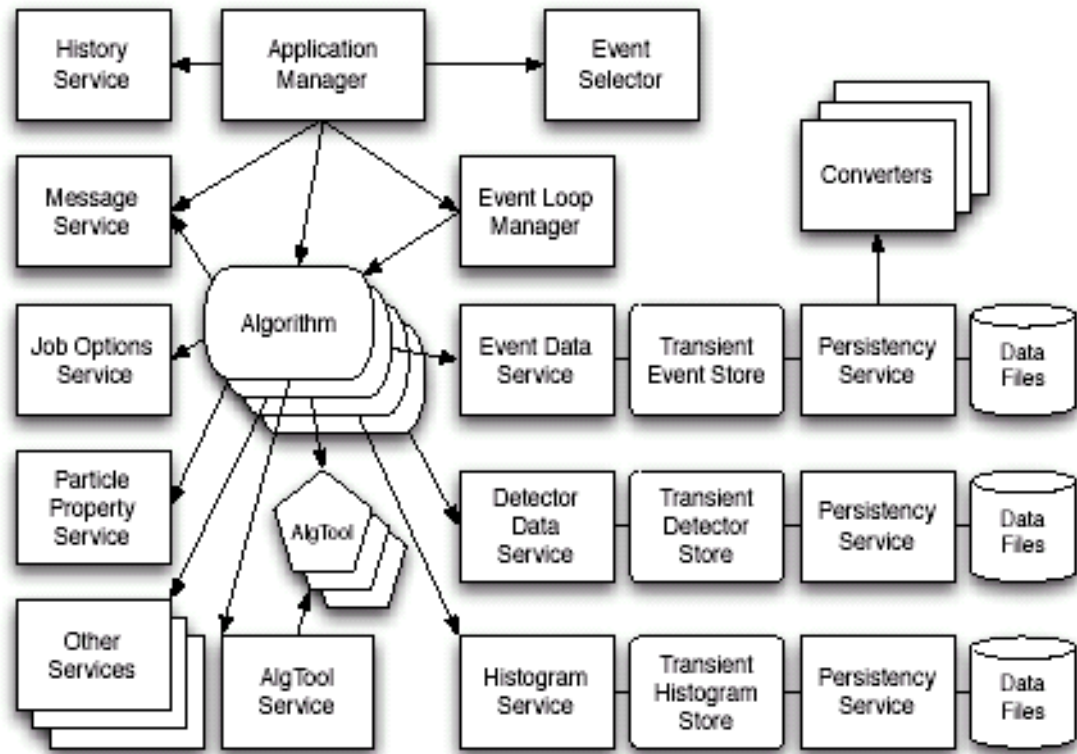 History
Service
Application
Manager
Event
Selector
Converters
Message
Service
Event Loop
Manager
Algorithm
Job Options
Service
Event Data
Service
Transient
Event Store
Persistency
Service
Data
Files
Particle
Property
Service
AlgTool
Detector
Data
Service
Transient
Detector
Store
Persistency
Service
Data
Files
Other
Services
AlgTool
Service
Histogram
Service
Transient
Histogram
Store
Persistency
Service
Data
Files